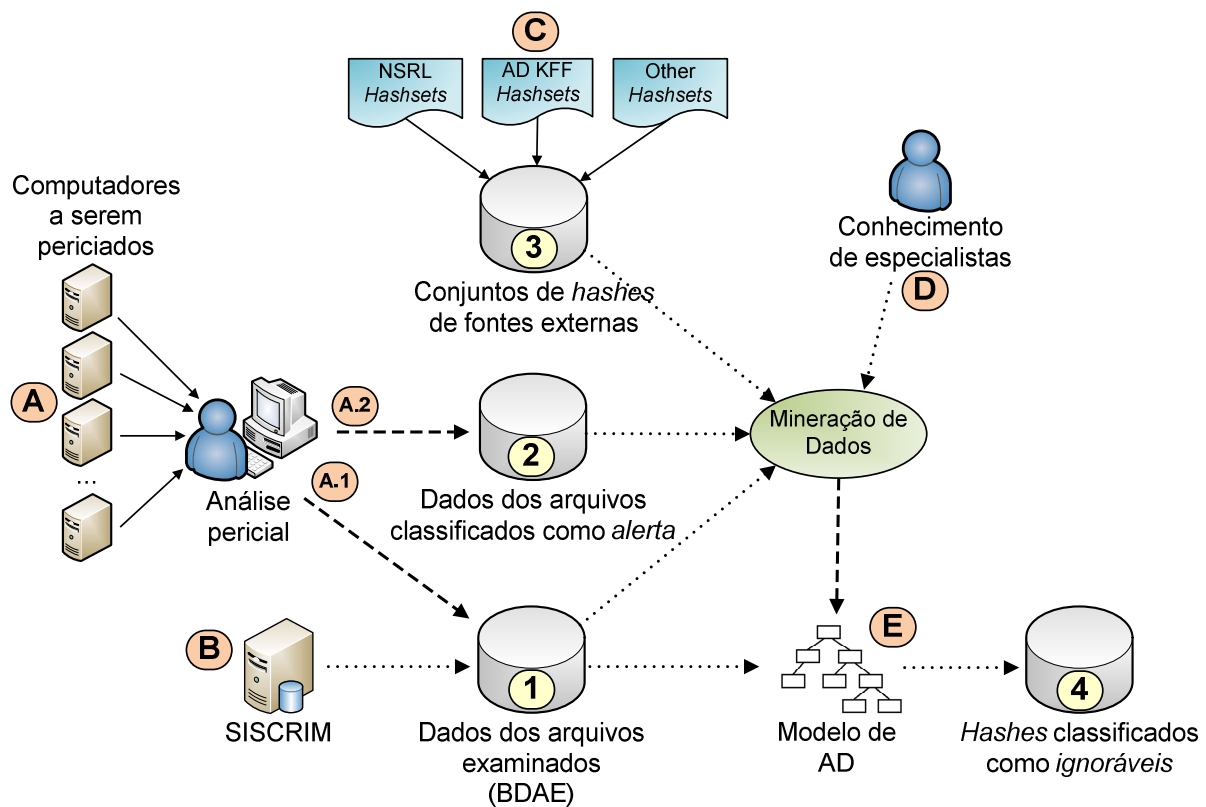 C
NSRL
Hashsets
AD KFF
Hashsets
Other
Hashsets
3
Conjuntos de hashes
de fontes externas
Conhecimento
de especialistas
D
Computadores
a serem
periciados
A
...
Análise
pericial
A.2
A.1
2
Dados dos arquivos
classificados como alerta
Mineração de
Dados
B
SISCRIM
1
Dados dos arquivos
examinados
(BDAE)
E
Modelo de
AD
4
Hashes classificados
como ignoráveis